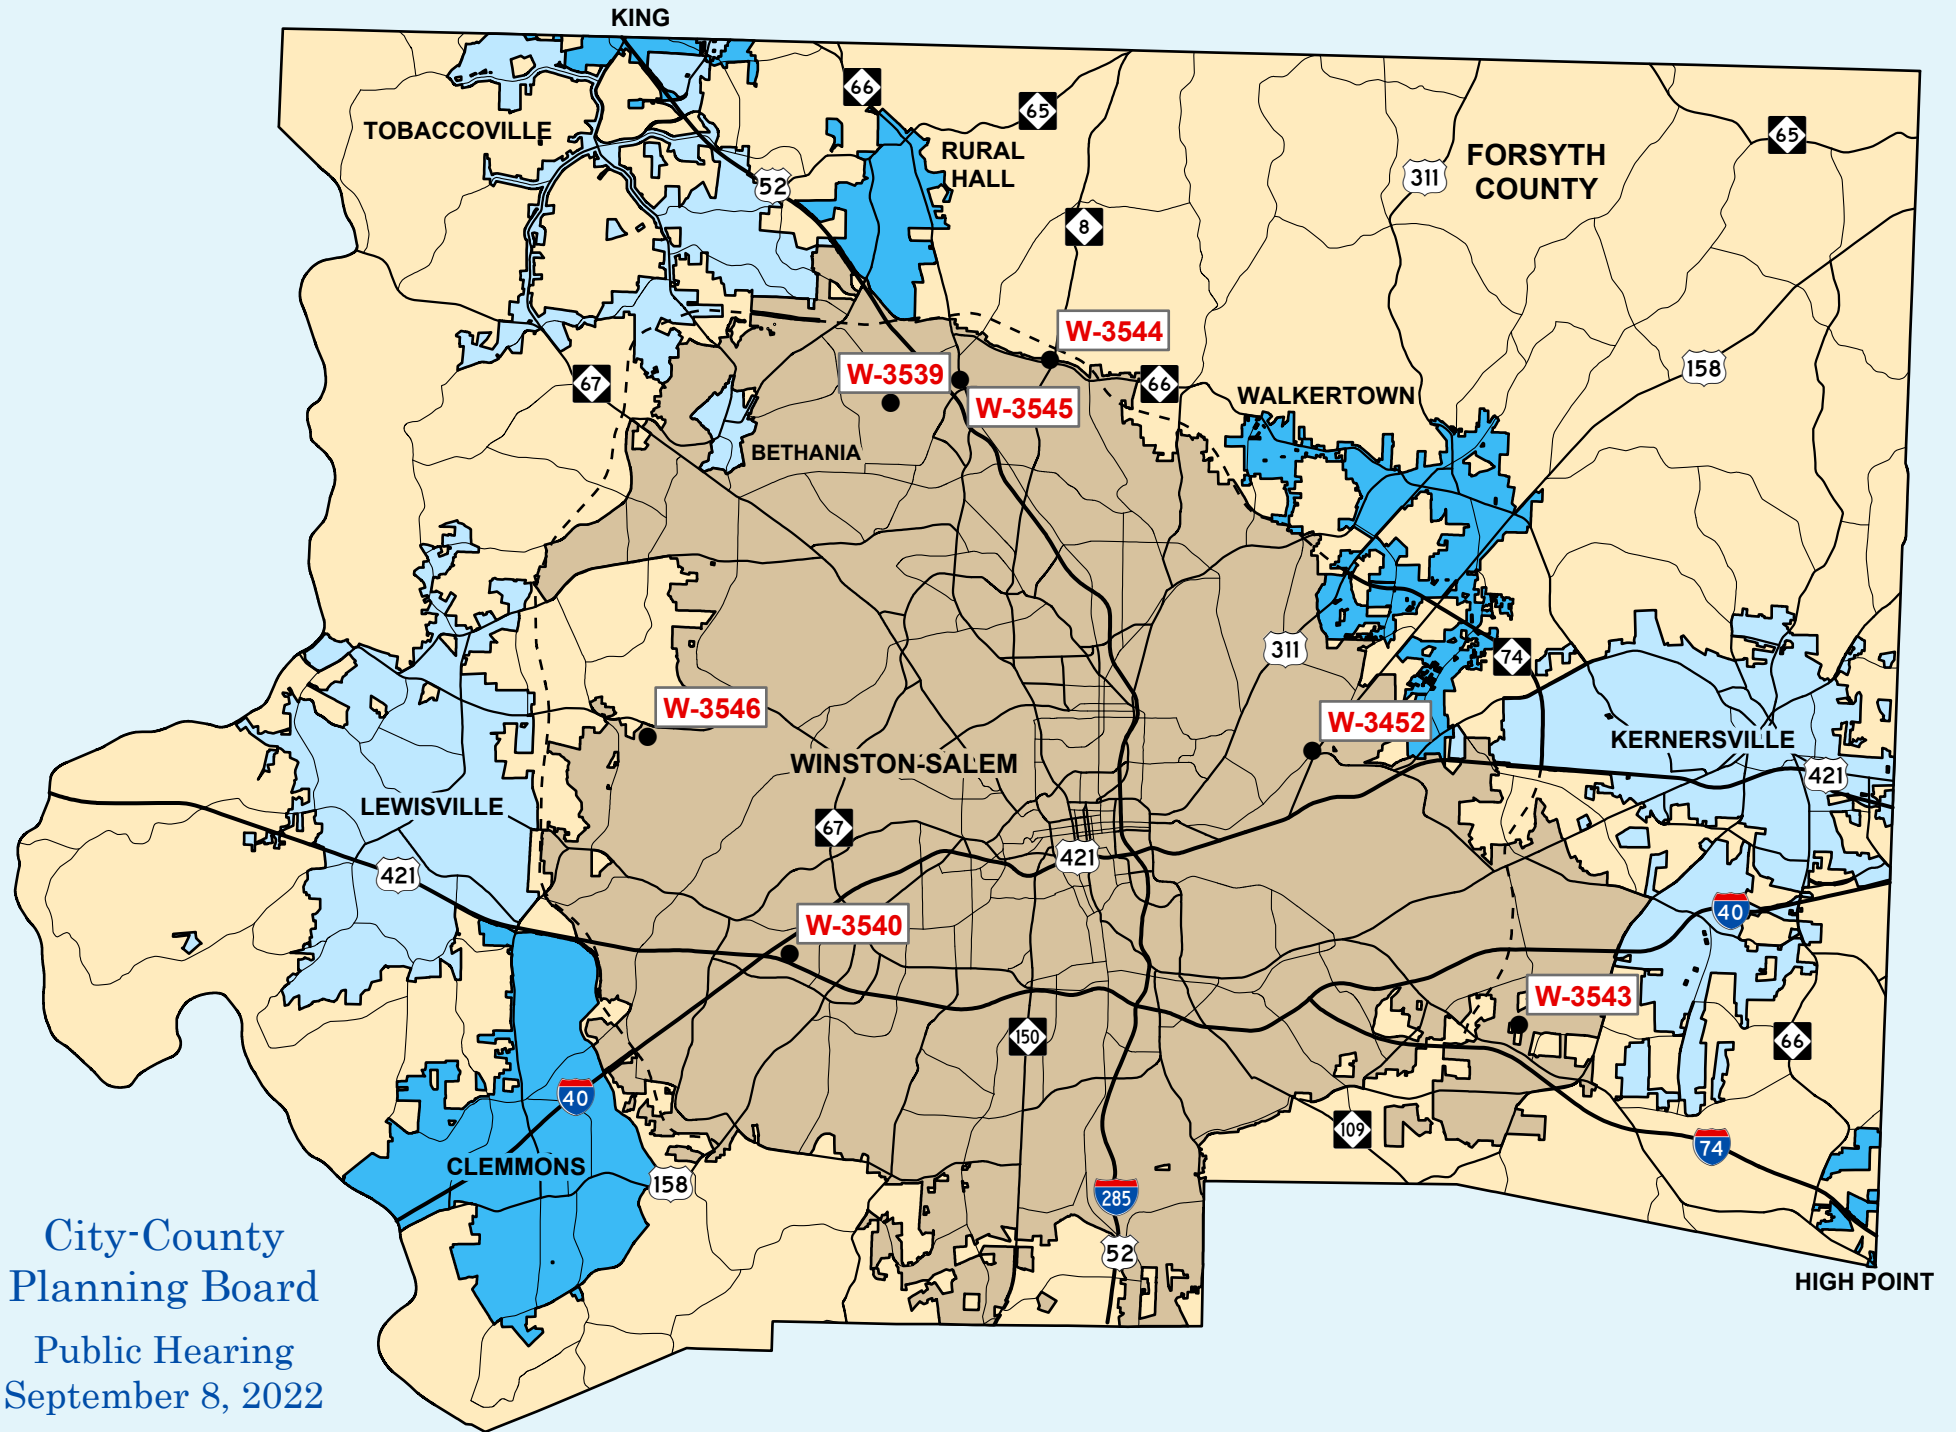 KING
66
65
TOBACCOVILLE
RURAL
HALL
FORSYTH
COUNTY
65
311
52
8
W-3544
W-3539
67
66
158
W-3545
WALKERTOWN
BETHANIA
311
74
W-3546
W-3452
WINSTON-SALEM
KERNERSVILLE
421
LEWISVILLE
67
421
421
40
W-3540
W-3543
150
66
40
109
74
CLEMMONS
158
285
52
HIGH POINT
City-County
Planning Board
Public Hearing
September 8, 2022